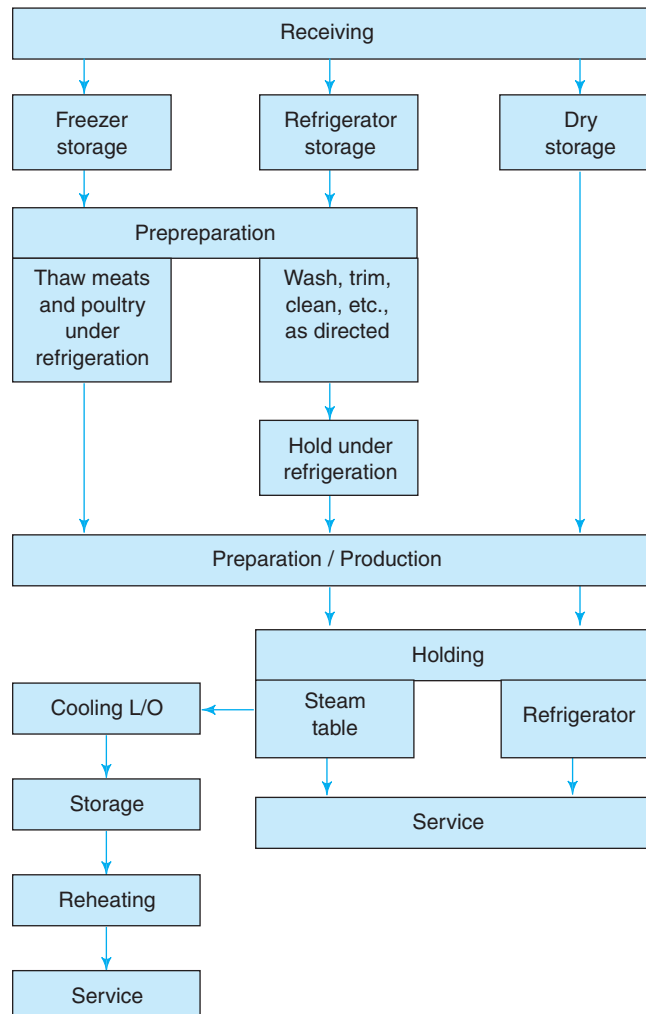 Receiving
Freezer
storage
Refrigerator
storage
Dry
storage
Prepreparation
Thaw meats
and poultry
under
refrigeration
Wash, trim,
clean, etc.,
as directed
Hold under
refrigeration
Preparation / Production
Holding
Steam
table
Refrigerator
Cooling L/O
Storage
Service
Reheating
Service